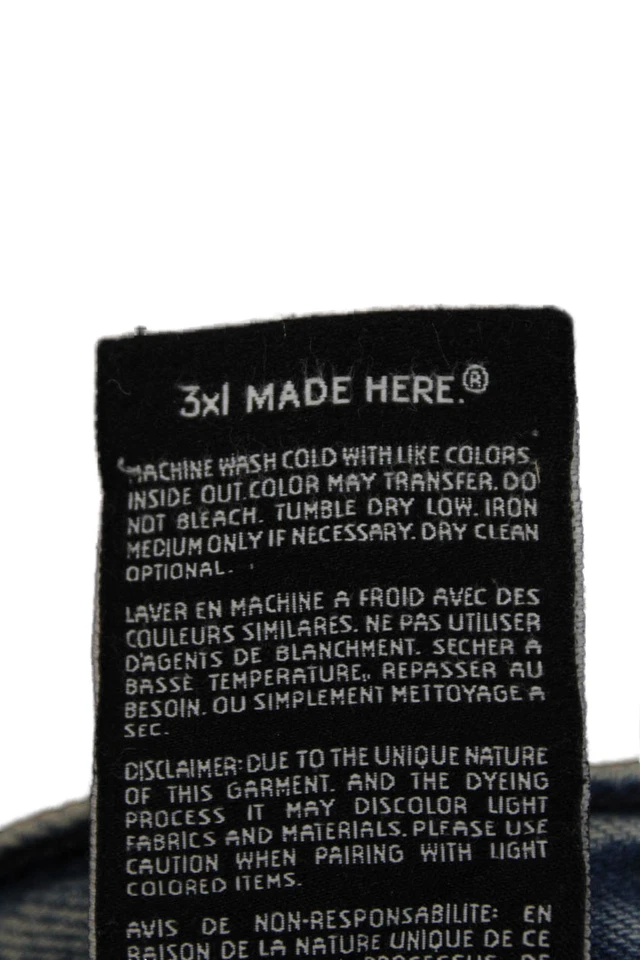 3x1 MADE HERE.®
MACHINE WASH COLD WITH LIKE COLORS,
INSIDE OUT. COLOR MAY TRANSFER. DO
NOT BLEACH. TUMBLE DRY LOW. IRON
MEDIUM ONLY IF NECESSARY. DRY CLEAN
OPTIONAL.
LAVER EN MACHINE A FROID AVEC DES
COULEURS SIMILARES. NE PAS UTILISER
D'AGENTS DE BLANCHMENT. SECHER A
BASSE TEMPERATURE, REPASSER AU
BESOIN. OU SIMPLEMENT METTOYAGE A
SEC.
DISCLAIMER: DUE TO THE UNIQUE NATURE
OF THIS GARMENT. AND THE DYEING
PROCESS IT MAY DISCOLOR LIGHT
FABRICS AND MATERIALS. PLEASE USE
CAUTION WHEN PAIRING WITH LIGHT
COLORED ITEMS.
AVIS DE NON-RESPONSABILITE: EN
RAISON DE LA NATURE UNIQUE DE CE
PROCESSUS DE